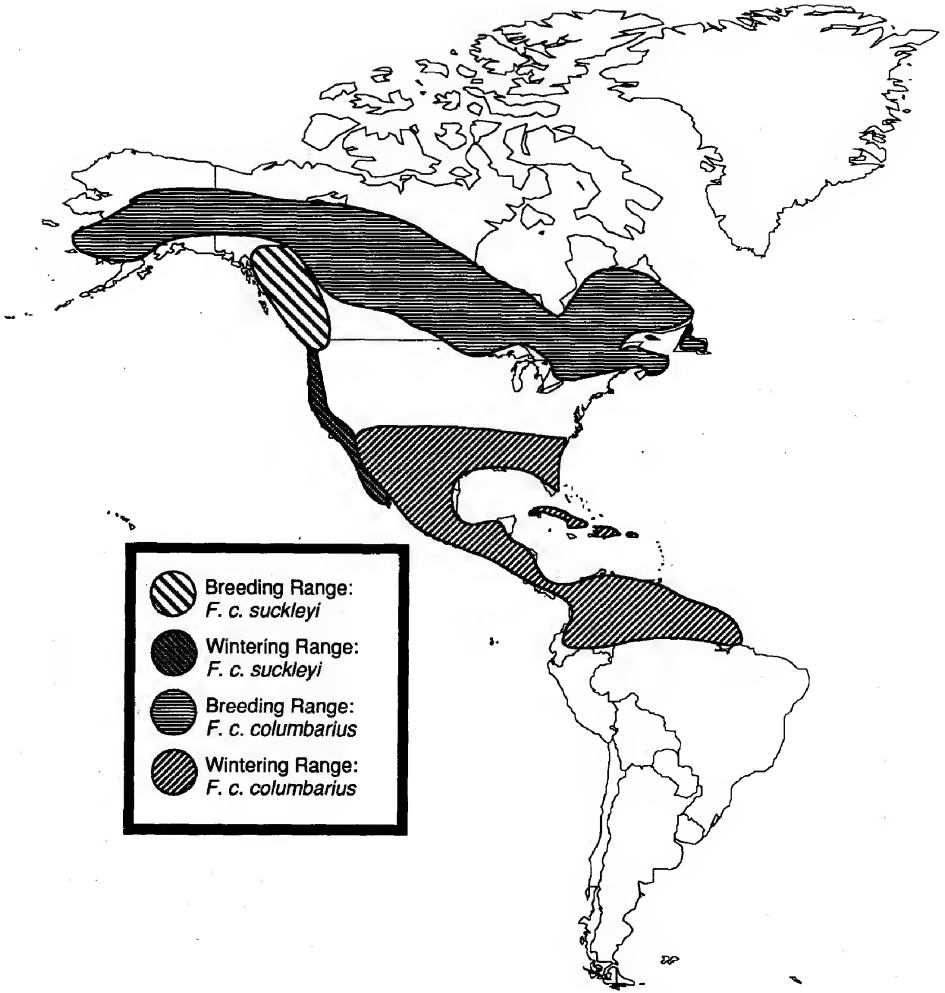 Breeding Range:
F. c. suckleyi
Wintering Range:
F. c. suckleyi
Breeding Range:
F. c. columbarius
Wintering Range:
F. c. columbarius